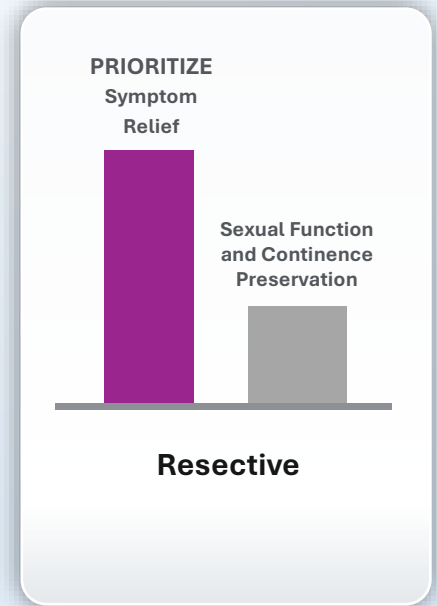 PRIORITIZE
Symptom
Relief
Sexual Function
and Continence
Preservation
Resective